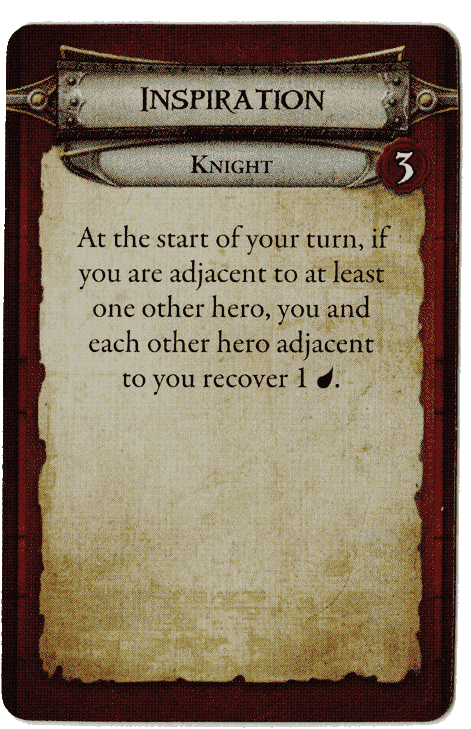 INSPIRATION
KNIGHT
3
At the start of your turn, if
you are adjacent to at least
one other hero, you and
each other hero adjacent
to you recover 1 .